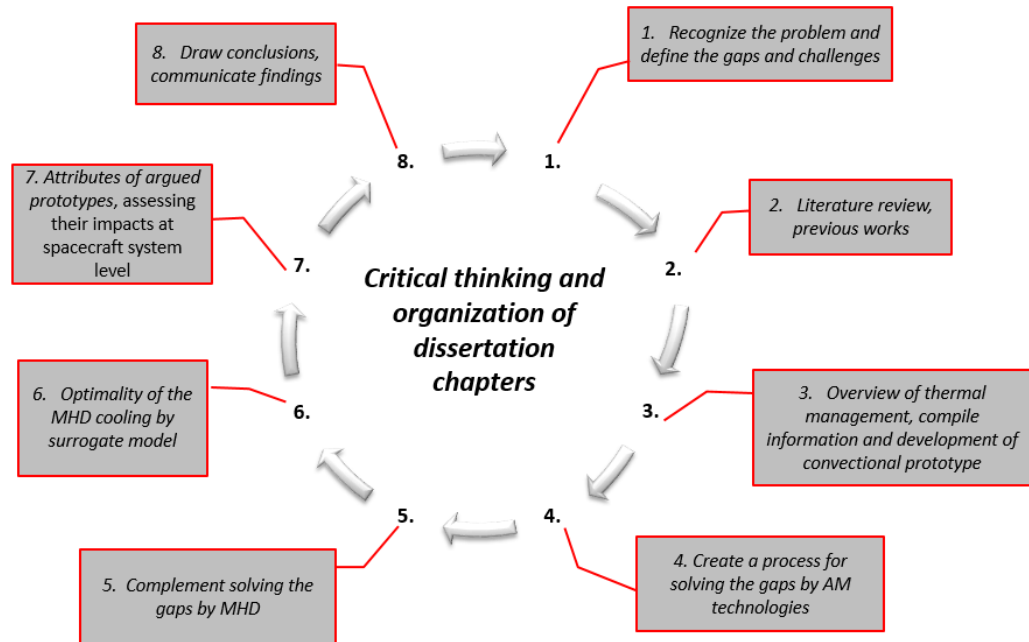 8. Draw conclusions,
communicate findings
1. Recognize the problem and
define the gaps and challenges
8.
1.
7. Attributes of argued
prototypes, assessing
their impacts at
spacecraft system
level
2. Literature review,
previous works
7.
2.
Critical thinking and
organization of
dissertation
chapters
6. Optimality of the
MHD cooling by
surrogate model
6.
3.
3. Overview of thermal
management, compile
information and development of
convectional prototype
5.
4.
5. Complement solving the
gaps by MHD
4. Create a process for
solving the gaps by AM
technologies